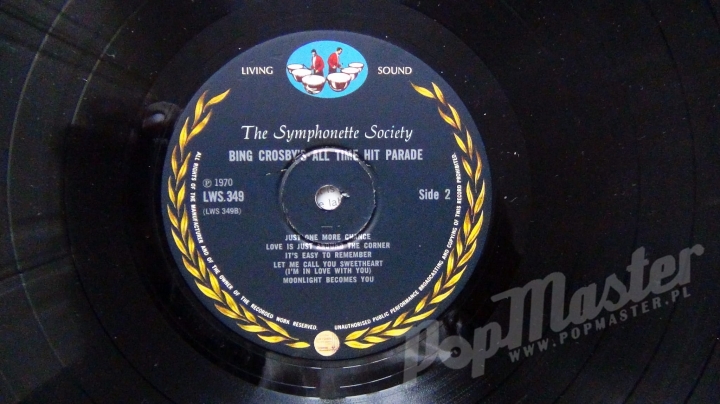 LIVING SOUND
The Symphonette Society
BING CROSBY'S ALL TIME HIT PARADE
℗ 1970
LWS.349 Side 2
(LWS 349B)
JUST ONE MORE CHANCE
LOVE IS JUST AROUND THE CORNER
IT'S EASY TO REMEMBER
LET ME CALL YOU SWEETHEART
(I'M IN LOVE WITH YOU)
MOONLIGHT BECOMES YOU
ALL RIGHTS OF THE MANUFACTURER AND OF THE OWNER OF THE RECORDED WORK RESERVED. UNAUTHORISED PUBLIC PERFORMANCE BROADCASTING AND COPYING OF THIS RECORD PROHIBITED.
PopMaster
WWW.POPMASTER.PL